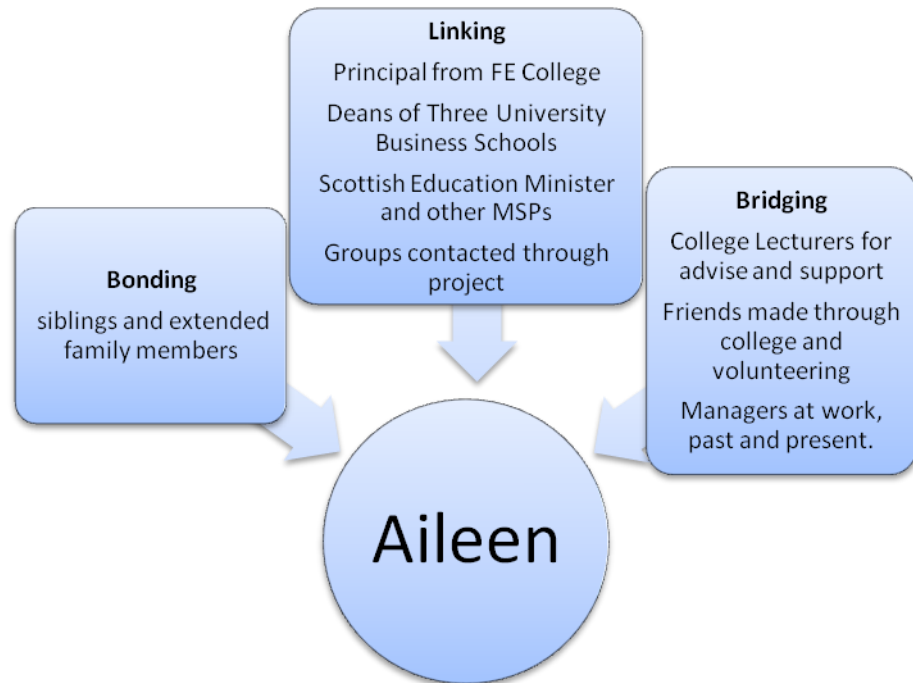 Linking
Principal from FE College
Deans of Three University
Business Schools
Scottish Education Minister
and other MSPs
Groups contacted through
project
Bonding
siblings and extended
family members
Bridging
College Lecturers for
advise and support
Friends made through
college and
volunteering
Managers at work,
past and present.
Aileen